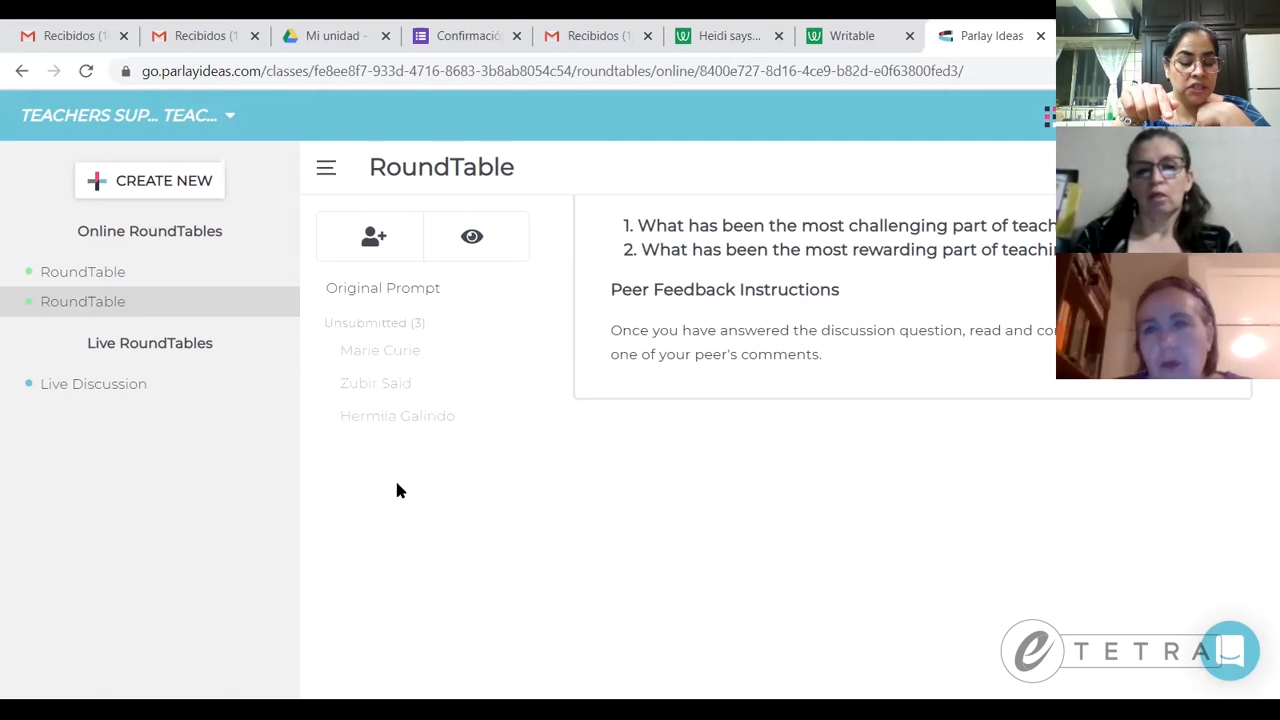 Recibidos (1
Recibidos (1
Mi unidad -
Confirmaci
Recibidos (1
Heidi says...
Writable
Parlay Ideas
go.parlayideas.com/classes/fe8ee8f7-933d-4716-8683-3b8ab8054c54/roundtables/online/8400e727-8d16-4ce9-b82d-e0f63800fed3/
TEACHERS SUP... TEAC...
CREATE NEW
Online RoundTables
RoundTable
RoundTable
Live RoundTables
Live Discussion
RoundTable
Original Prompt
Unsubmitted (3)
Marie Curie
Zubir Said
Hermila Galindo
1. What has been the most challenging part of teach
2. What has been the most rewarding part of teachi
Peer Feedback Instructions
Once you have answered the discussion question, read and co
one of your peer's comments.
e TETRA